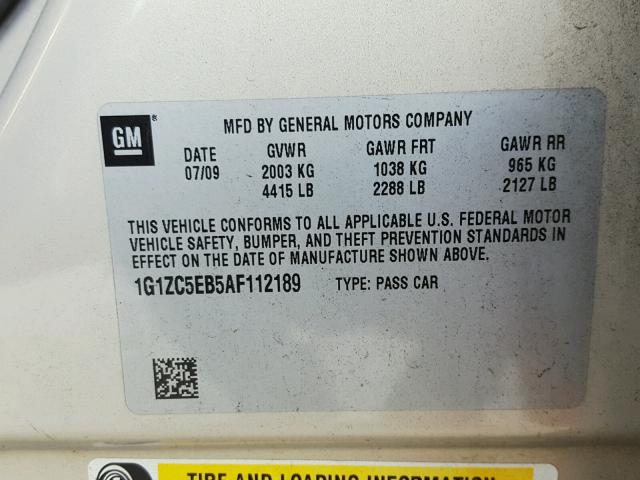 GM ® MFD BY GENERAL MOTORS COMPANY
DATE GVWR GAWR FRT GAWR RR
07/09 2003 KG 1038 KG 965 KG
4415 LB 2288 LB 2127 LB
THIS VEHICLE CONFORMS TO ALL APPLICABLE U.S. FEDERAL MOTOR
VEHICLE SAFETY, BUMPER, AND THEFT PREVENTION STANDARDS
IN EFFECT ON THE DATE OF MANUFACTURE SHOWN ABOVE.
1G1ZC5EB5AF112189 TYPE: PASS CAR
TIRE AND LOADING INFORMATION